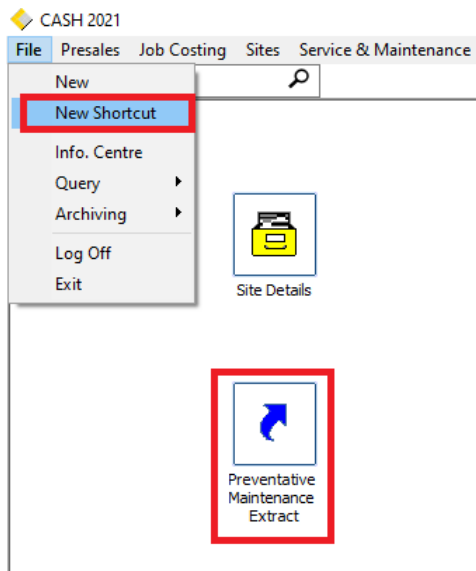 CASH 2021
File Presales Job Costing Sites Service & Maintenance
New
New Shortcut
Info. Centre
Query
Archiving
Log Off
Exit
Site Details
Preventative
Maintenance
Extract